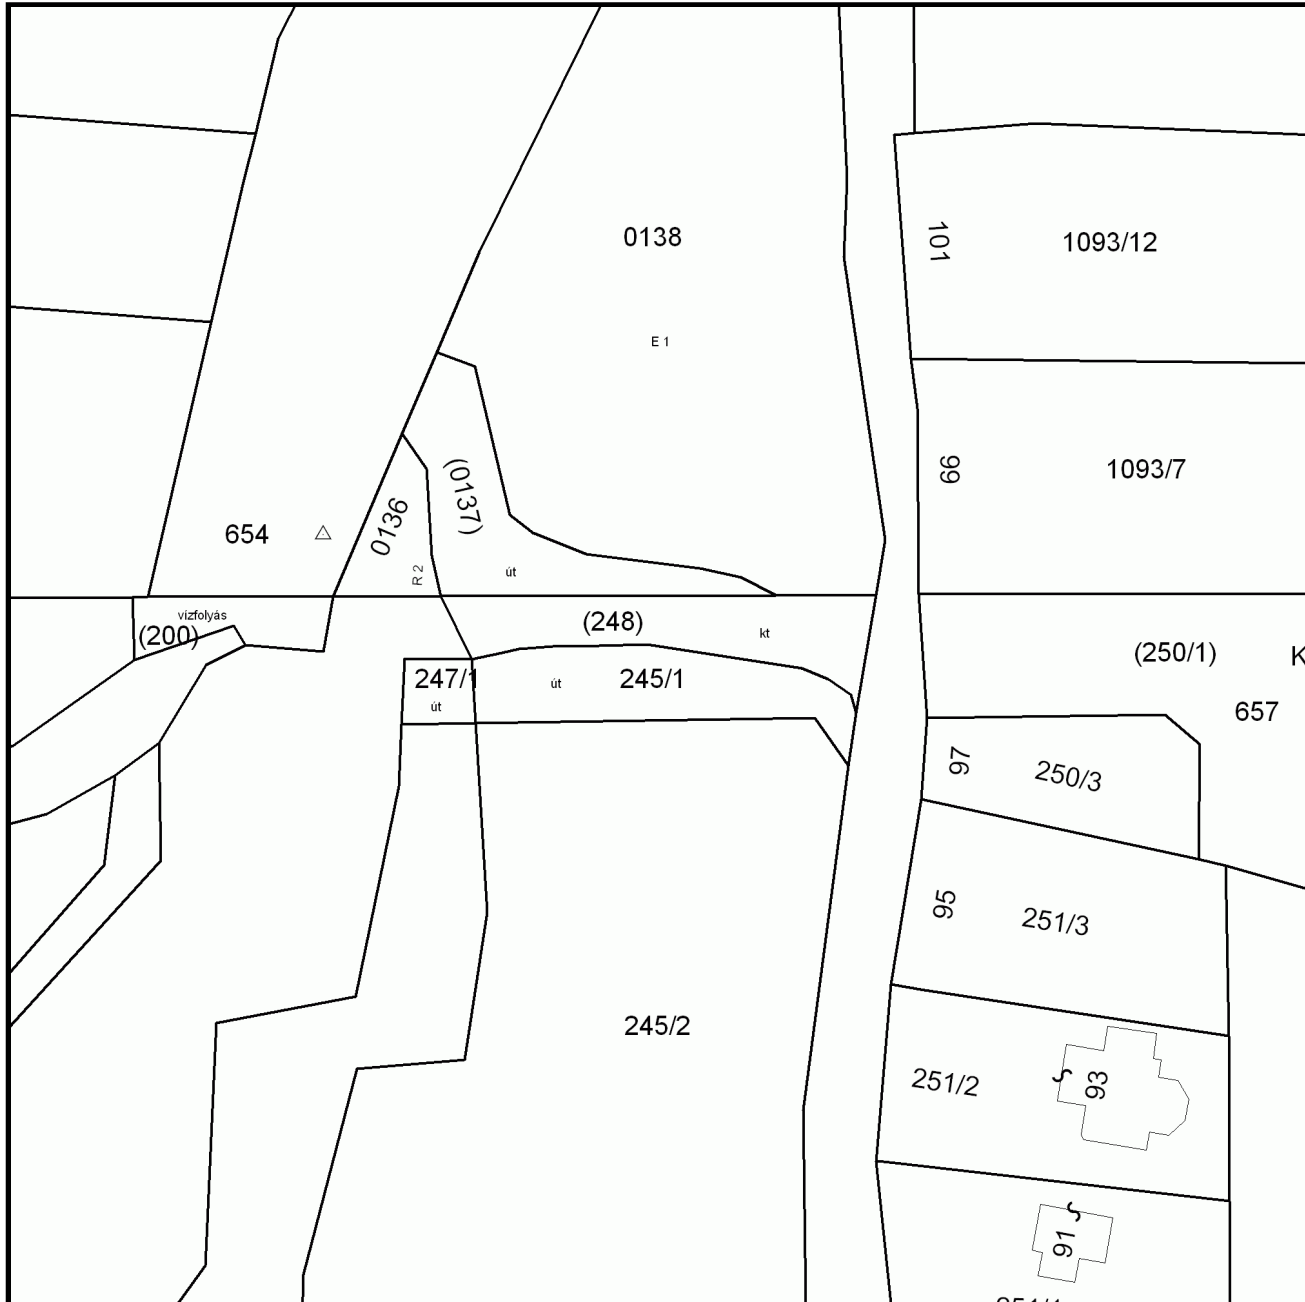 0138
101
1093/12
E 1
99
1093/7
(0137)
0136
654
R 2
út
vízfolyás
(200)
(248)
kt
(250/1)
K
247/1
út
út
245/1
657
97
250/3
95
251/3
245/2
251/2
93
91